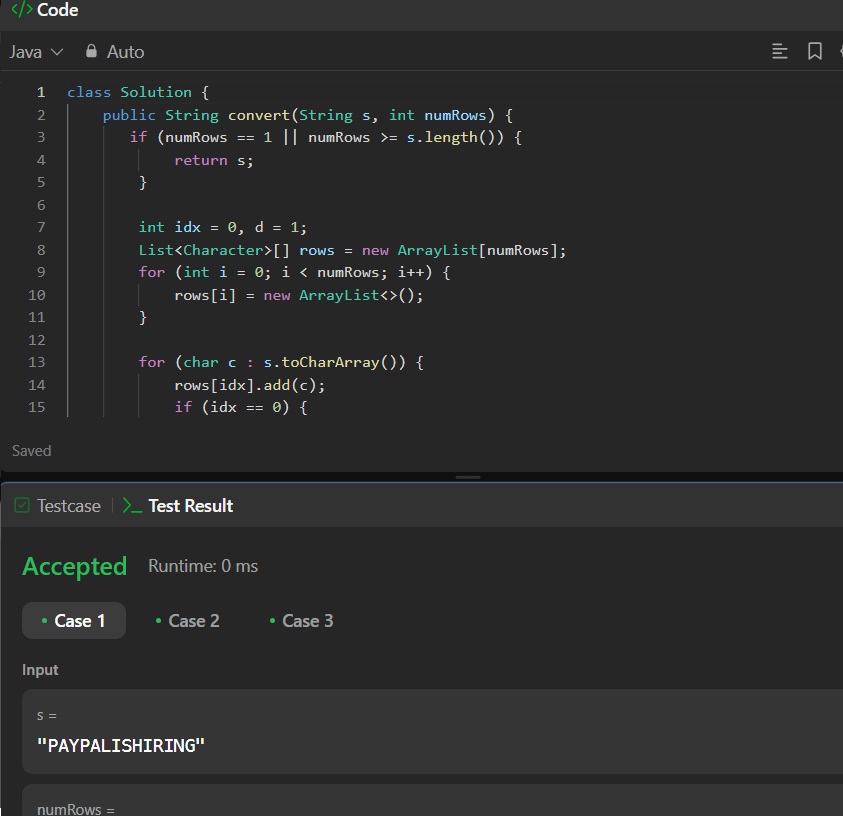 </> Code
Java Auto
1 class Solution {
2 public String convert(String s, int numRows) {
3 if (numRows == 1 || numRows >= s.length()) {
4 return s;
5 }
6
7 int idx = 0, d = 1;
8 List<Character>[] rows = new ArrayList[numRows];
9 for (int i = 0; i < numRows; i++) {
10 rows[i] = new ArrayList<>();
11 }
12
13 for (char c : s.toCharArray()) {
14 rows[idx].add(c);
15 if (idx == 0) {
Saved
Testcase | >_ Test Result
Accepted Runtime: 0 ms
• Case 1 • Case 2 • Case 3
Input
s =
"PAYPALISHIRING"
numRows =